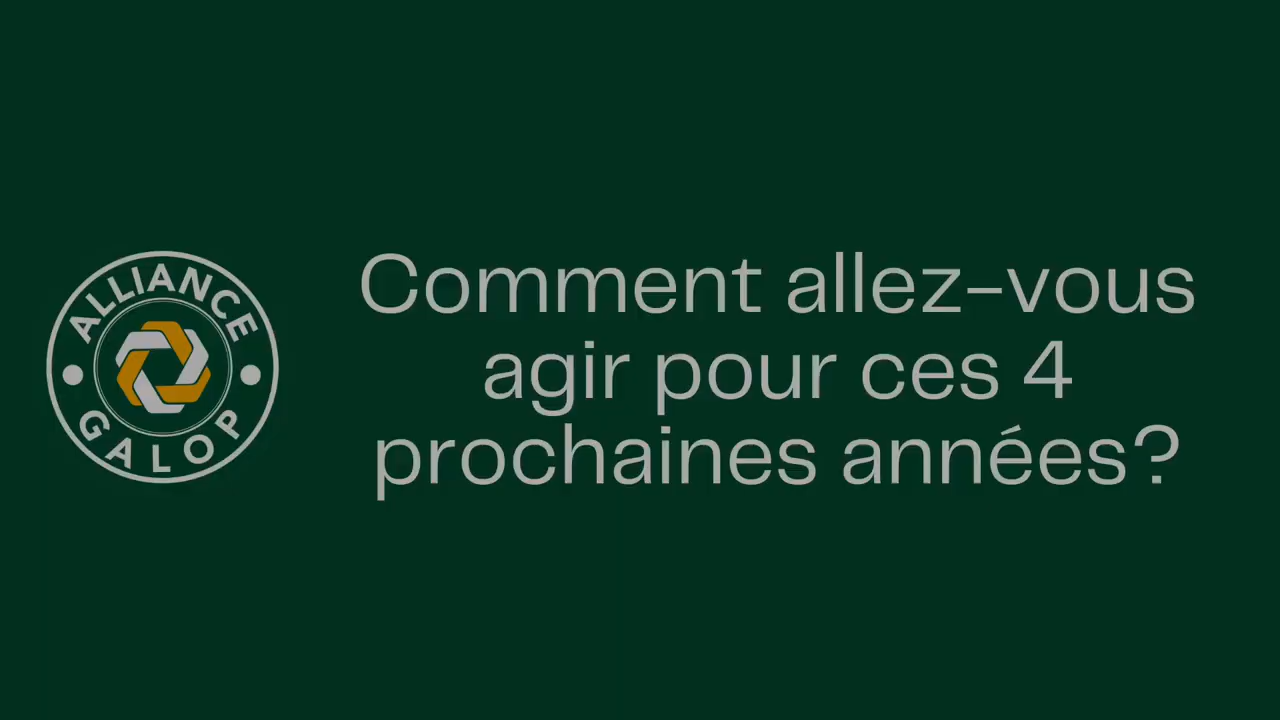 ALLIANCE
GALOP
Comment allez-vous
agir pour ces 4
prochaines années?